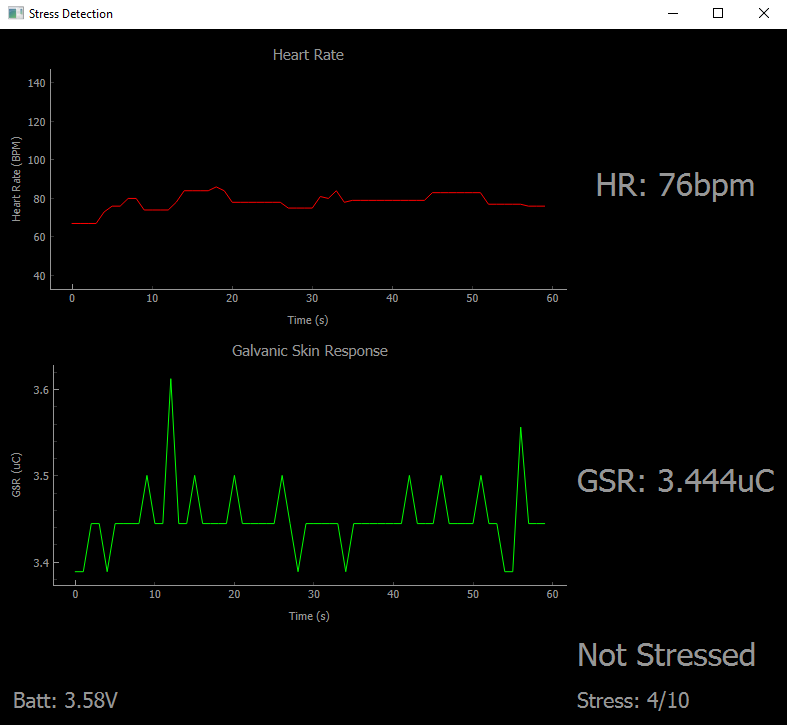 Stress Detection
Heart Rate
140
120
100
80
60
40
Heart Rate (BPM)
0 10 20 30 40 50 60
Time (s)
HR: 76bpm
Galvanic Skin Response
3.6
3.5
3.4
GSR (uC)
0 10 20 30 40 50 60
Time (s)
GSR: 3.444uC
Not Stressed
Batt: 3.58V
Stress: 4/10